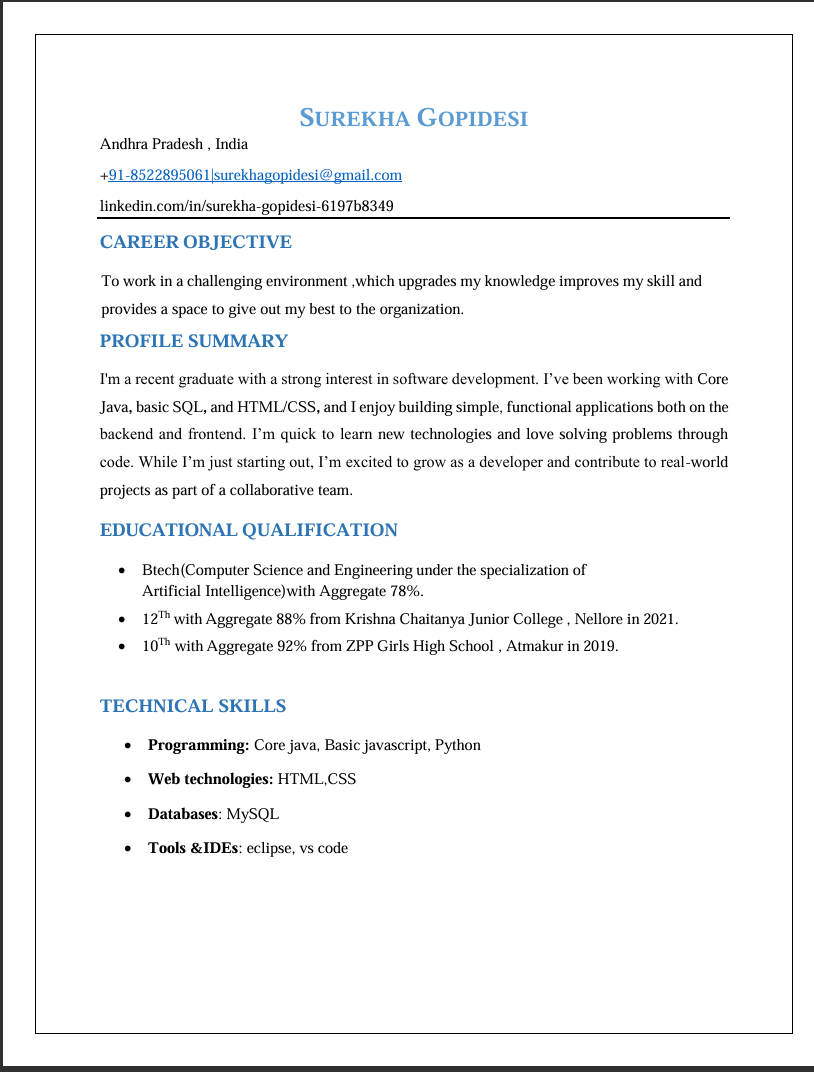 SUREKHA GOPIDESI
Andhra Pradesh , India
+91-8522895061|surekhagopidesi@gmail.com
linkedin.com/in/surekha-gopidesi-6197b8349
CAREER OBJECTIVE
To work in a challenging environment ,which upgrades my knowledge improves my skill and
provides a space to give out my best to the organization.
PROFILE SUMMARY
I'm a recent graduate with a strong interest in software development. I’ve been working with Core
Java, basic SQL, and HTML/CSS, and I enjoy building simple, functional applications both on the
backend and frontend. I’m quick to learn new technologies and love solving problems through
code. While I’m just starting out, I’m excited to grow as a developer and contribute to real-world
projects as part of a collaborative team.
EDUCATIONAL QUALIFICATION
• Btech(Computer Science and Engineering under the specialization of
Artificial Intelligence)with Aggregate 78%.
• 12Th with Aggregate 88% from Krishna Chaitanya Junior College , Nellore in 2021.
• 10Th with Aggregate 92% from ZPP Girls High School , Atmakur in 2019.
TECHNICAL SKILLS
• Programming: Core java, Basic javascript, Python
• Web technologies: HTML,CSS
• Databases: MySQL
• Tools &IDEs: eclipse, vs code